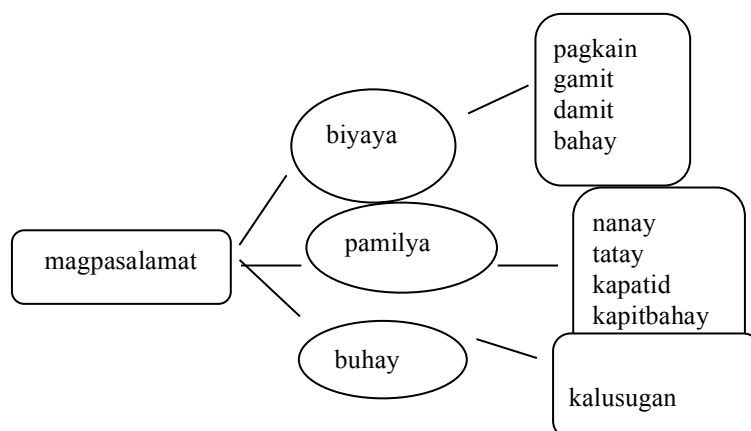 magpasalamat
biyaya
pagkain
gamit
damit
bahay
pamilya
nanay
tatay
kapatid
kapitbahay
buhay
kalusugan